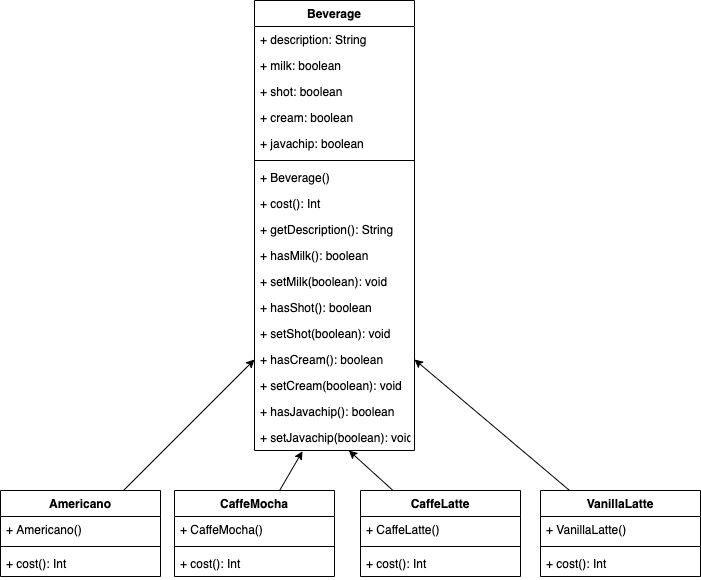 Beverage
+ description: String
+ milk: boolean
+ shot: boolean
+ cream: boolean
+ javachip: boolean
+ Beverage()
+ cost(): Int
+ getDescription(): String
+ hasMilk(): boolean
+ setMilk(boolean): void
+ hasShot(): boolean
+ setShot(boolean): void
+ hasCream(): boolean
+ setCream(boolean): void
+ hasJavachip(): boolean
+ setJavachip(boolean): void
Americano
+ Americano()
+ cost(): Int
CaffeMocha
+ CaffeMocha()
+ cost(): Int
CaffeLatte
+ CaffeLatte()
+ cost(): Int
VanillaLatte
+ VanillaLatte()
+ cost(): Int